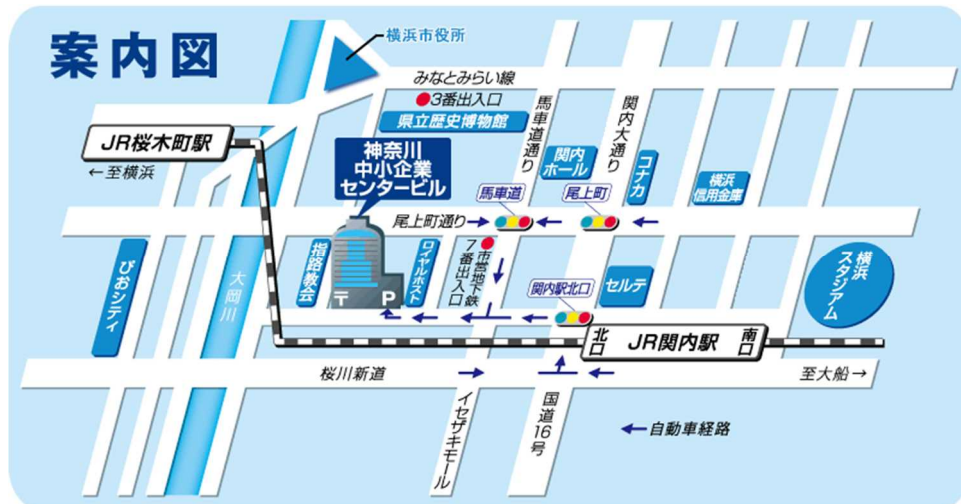 案内図
横浜市役所
みなとみらい線
3番出入口
県立歴史博物館
馬車道通り
関内大通り
JR桜木町駅
←至横浜
神奈川
中小企業
センタービル
関内
ホール
コナカ
横浜
信用金庫
馬車道
尾上町
尾上町通り
びおシティ
大岡川
指路教会
〒
P
ロイヤルホスト
市営地下鉄
7番出入口
関内駅北口
セルテ
横浜
スタジアム
北口
JR関内駅
南口
桜川新道
至大船→
イセザキモール
国道16号
自動車経路